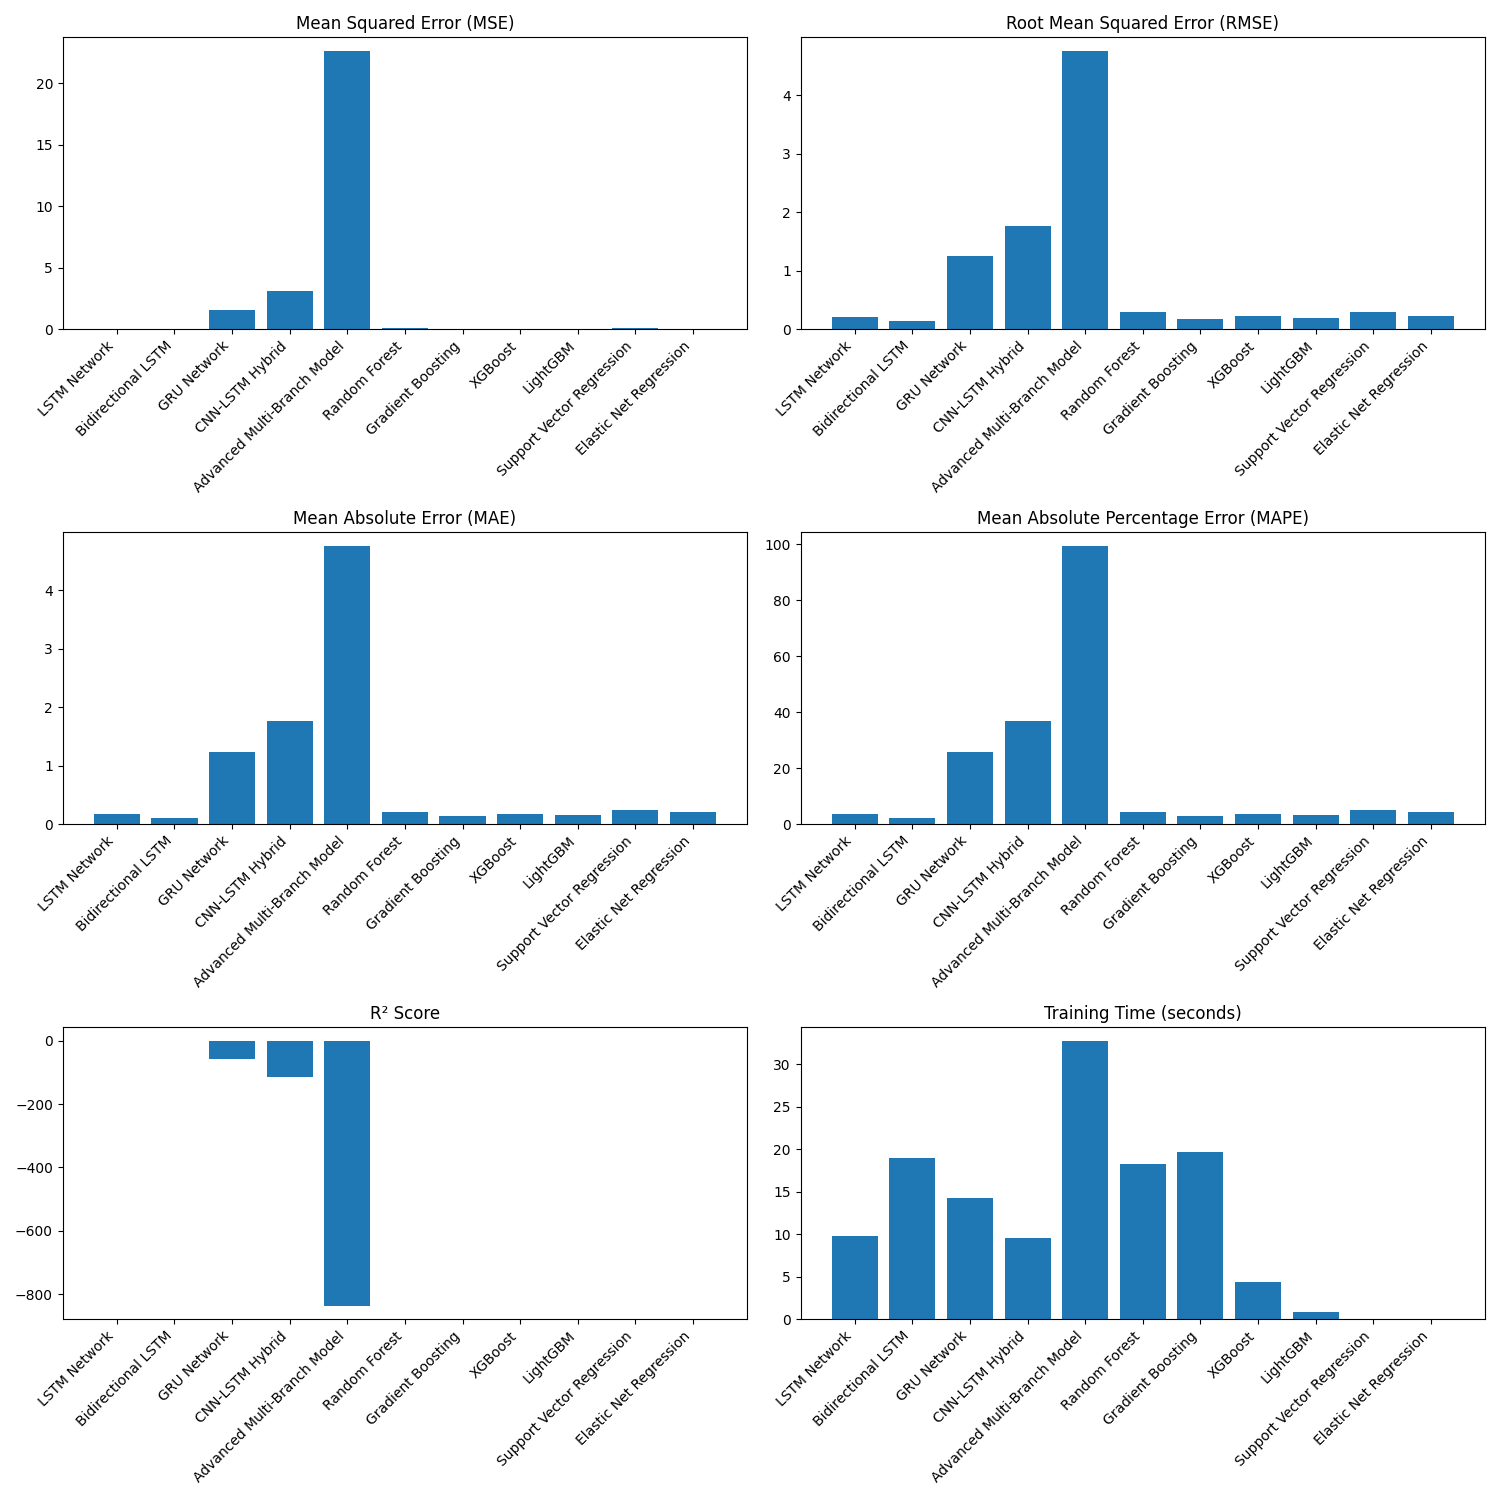 Mean Squared Error (MSE)
20
15
10
5
0
LSTM Network
Bidirectional LSTM
GRU Network
CNN-LSTM Hybrid
Advanced Multi-Branch Model
Random Forest
Gradient Boosting
XGBoost
LightGBM
Support Vector Regression
Elastic Net Regression
Root Mean Squared Error (RMSE)
4
3
2
1
0
LSTM Network
Bidirectional LSTM
GRU Network
CNN-LSTM Hybrid
Advanced Multi-Branch Model
Random Forest
Gradient Boosting
XGBoost
LightGBM
Support Vector Regression
Elastic Net Regression
Mean Absolute Error (MAE)
4
3
2
1
0
LSTM Network
Bidirectional LSTM
GRU Network
CNN-LSTM Hybrid
Advanced Multi-Branch Model
Random Forest
Gradient Boosting
XGBoost
LightGBM
Support Vector Regression
Elastic Net Regression
Mean Absolute Percentage Error (MAPE)
100
80
60
40
20
0
LSTM Network
Bidirectional LSTM
GRU Network
CNN-LSTM Hybrid
Advanced Multi-Branch Model
Random Forest
Gradient Boosting
XGBoost
LightGBM
Support Vector Regression
Elastic Net Regression
R² Score
0
−200
−400
−600
−800
LSTM Network
Bidirectional LSTM
GRU Network
CNN-LSTM Hybrid
Advanced Multi-Branch Model
Random Forest
Gradient Boosting
XGBoost
LightGBM
Support Vector Regression
Elastic Net Regression
Training Time (seconds)
30
25
20
15
10
5
0
LSTM Network
Bidirectional LSTM
GRU Network
CNN-LSTM Hybrid
Advanced Multi-Branch Model
Random Forest
Gradient Boosting
XGBoost
LightGBM
Support Vector Regression
Elastic Net Regression